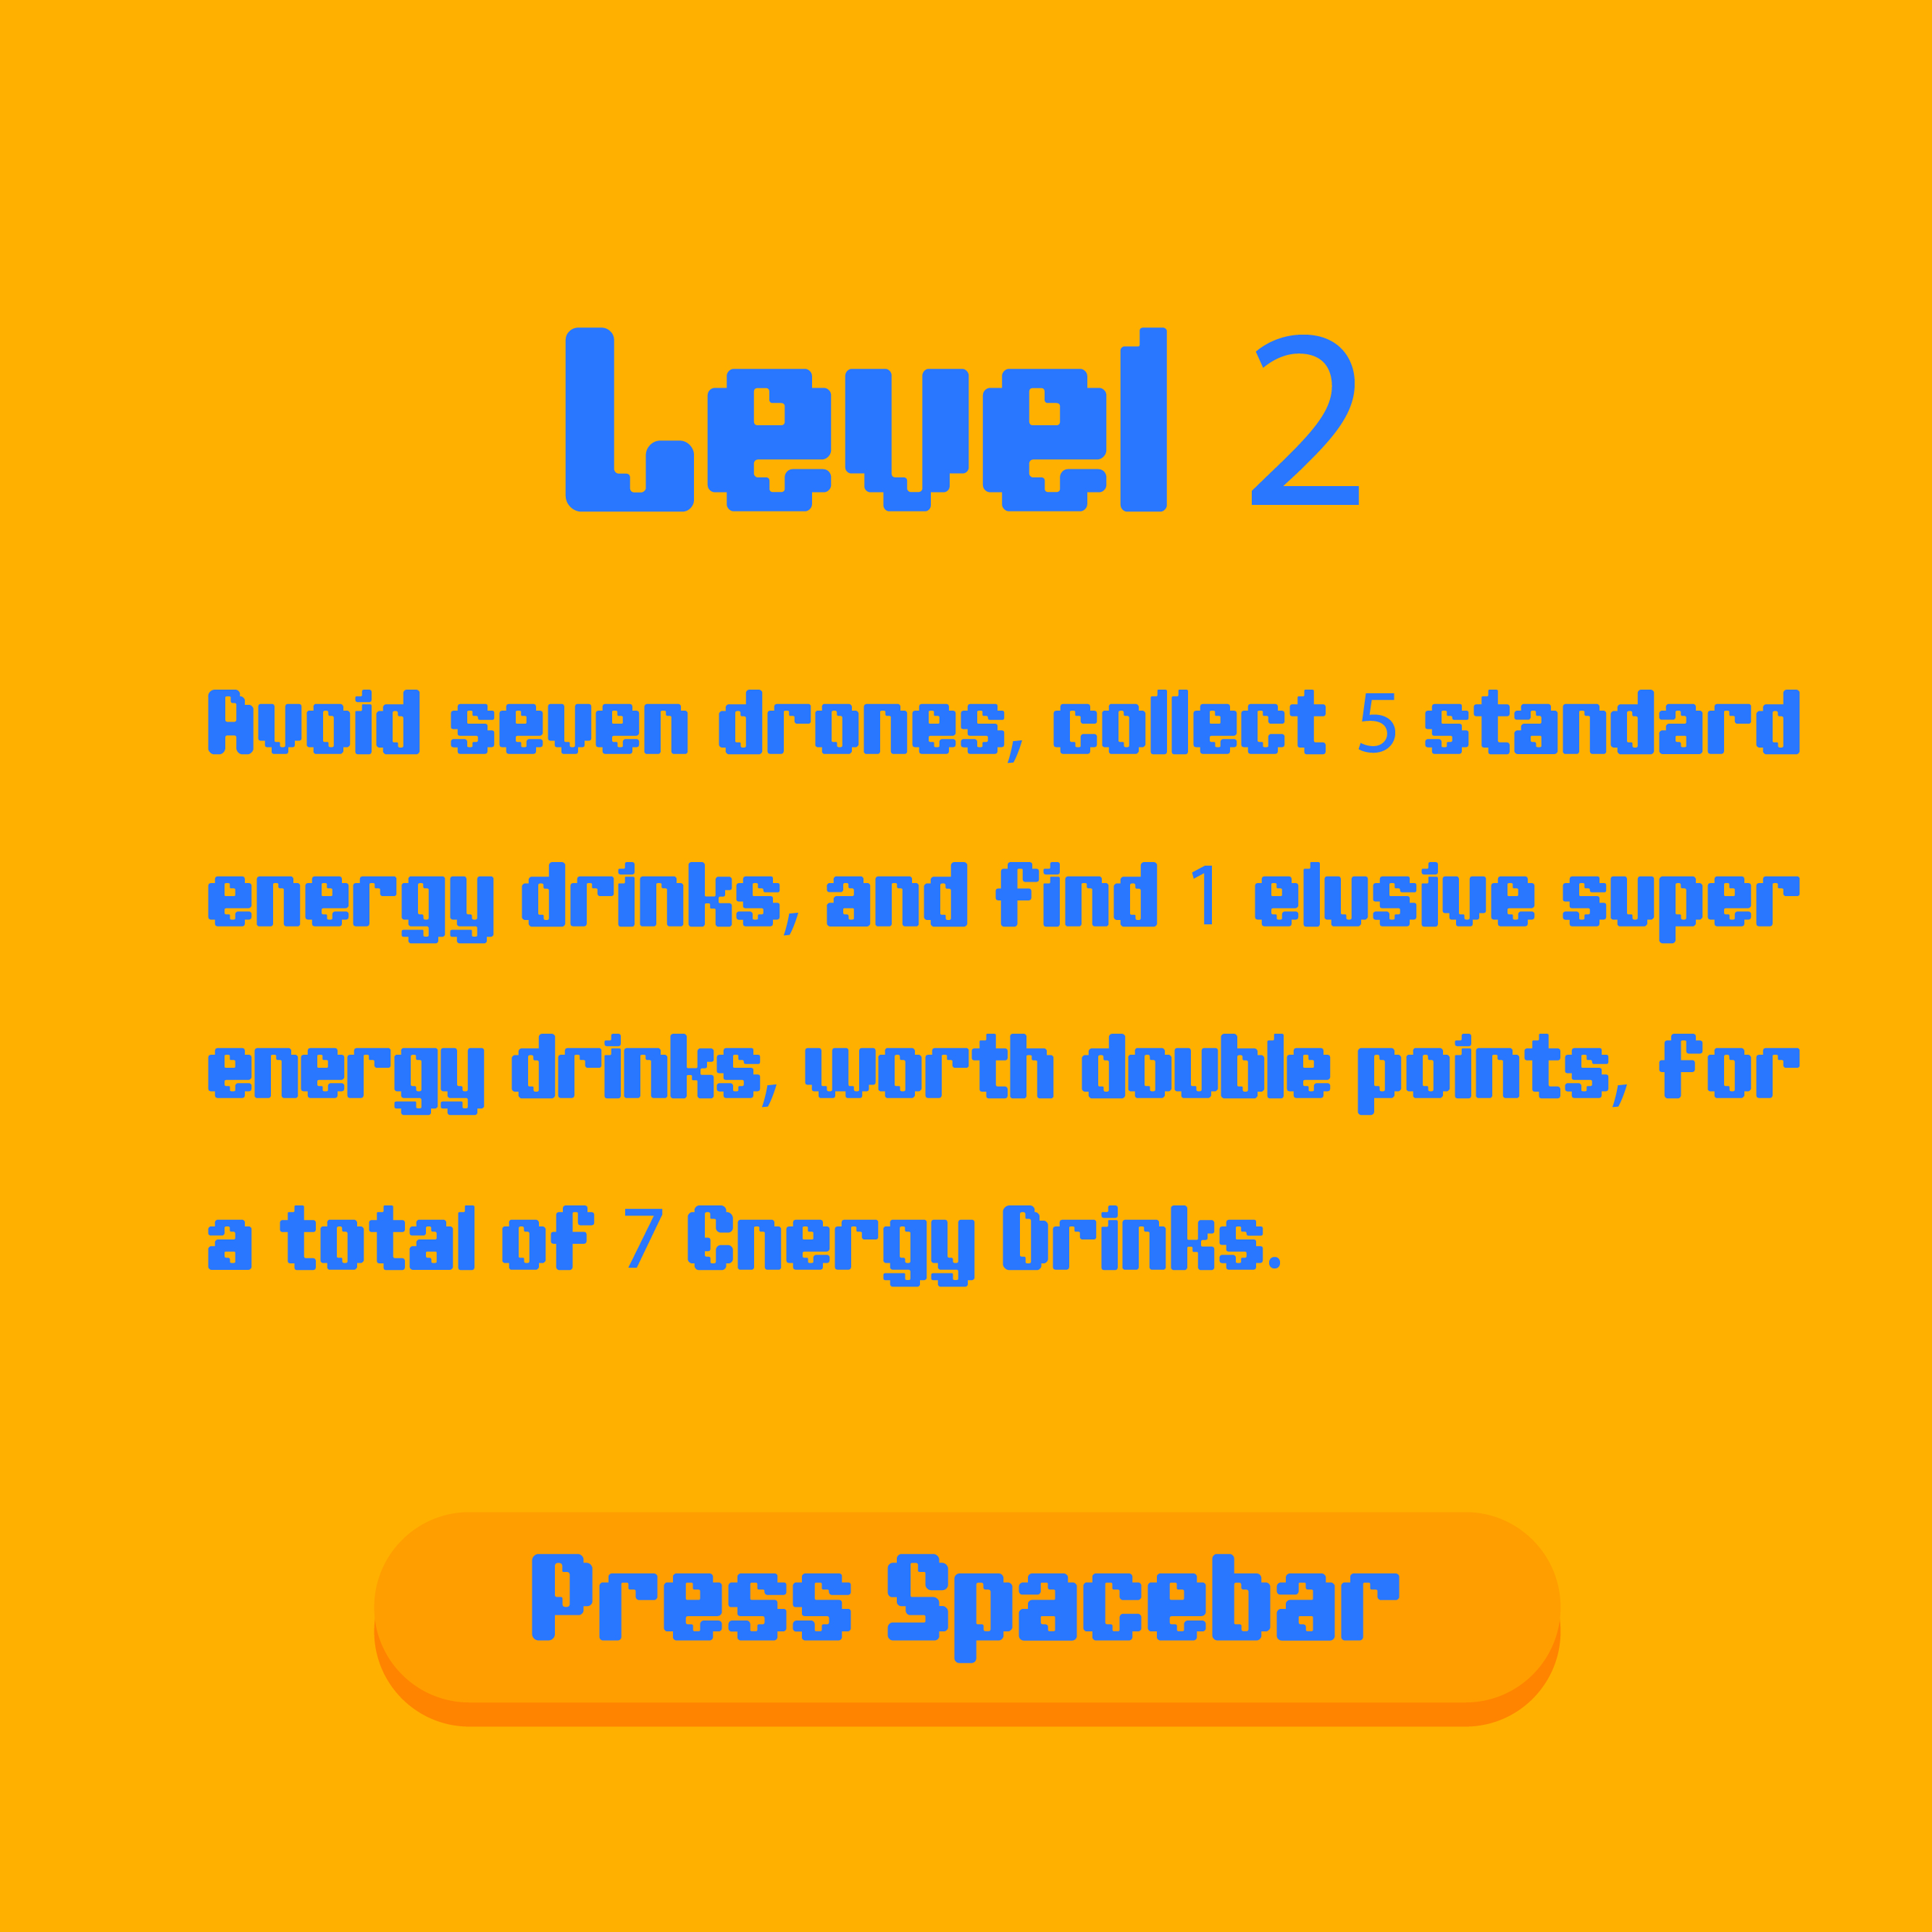 Level 2
Avoid seven drones, collect 5 standard
energy drinks, and find 1 elusive super
energy drinks, worth double points, for
a total of 7 Energy Drinks.
Press Spacebar